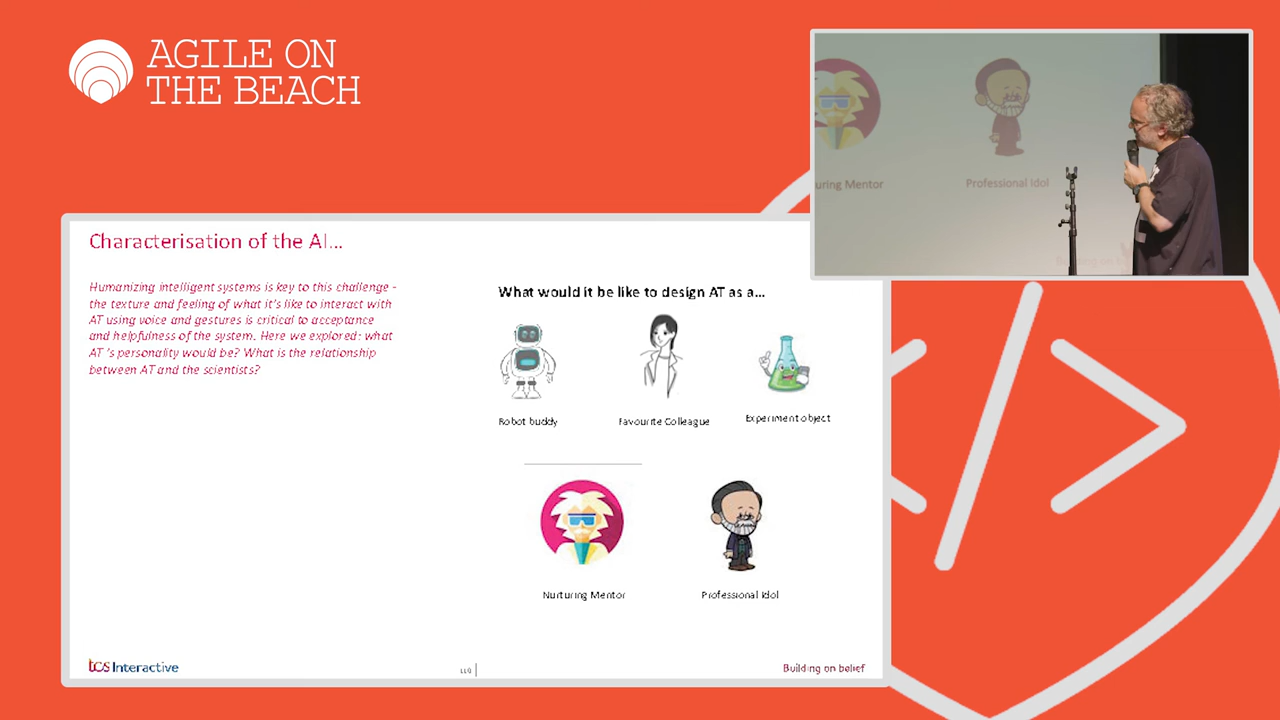 AGILE ON
THE BEACH
uring Mentor
Professional Idol
Characterisation of the AI...
Humanizing intelligent systems is key to this challenge -
the texture and feeling of what it's like to interact with
AT using voice and gestures is critical to acceptance
and helpfulness of the system. Here we explored: what
AT 's personality would be? What is the relationship
between AT and the scientists?
What would it be like to design AT as a...
Robot buddy
Favourite Colleague
Experiment object
Nurturing Mentor
Professional Idol
tcs Interactive
Building on belief